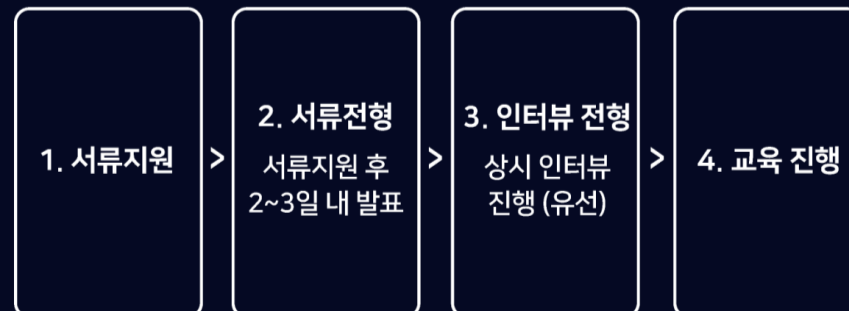 1. 서류지원
>
2. 서류전형
서류지원 후
2~3일 내 발표
>
3. 인터뷰 전형
상시 인터뷰
진행 (유선)
>
4. 교육 진행